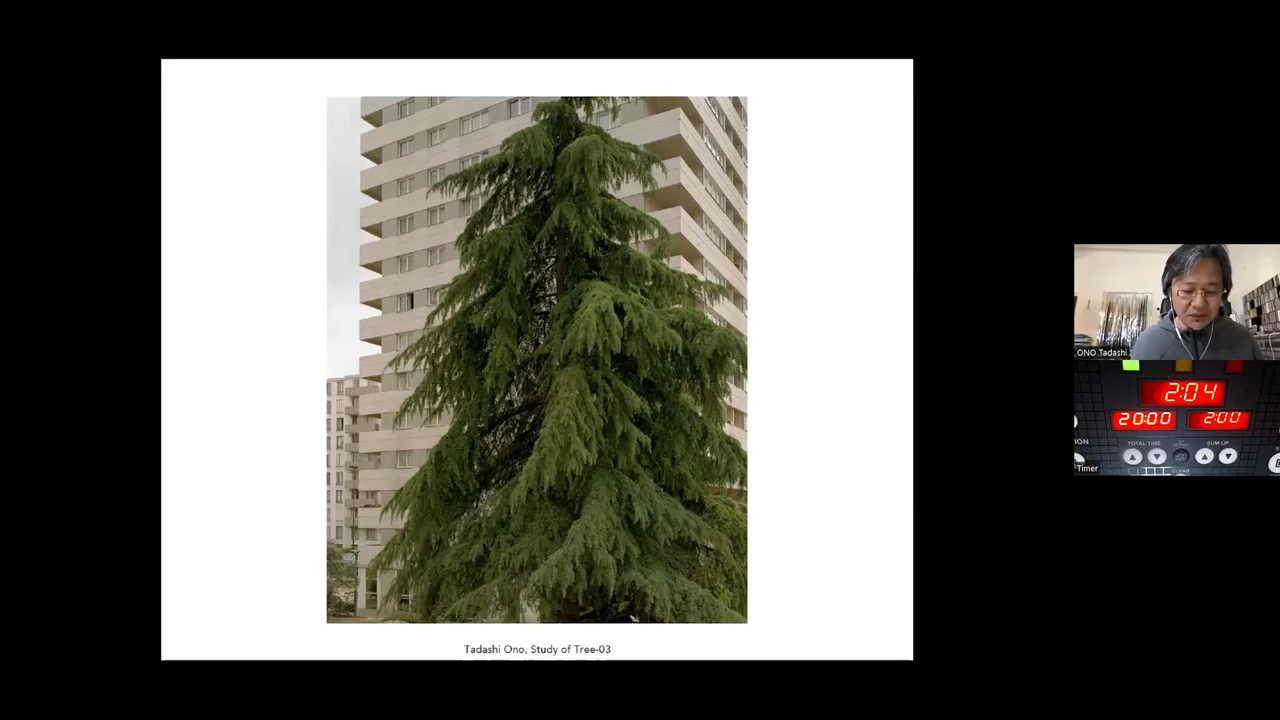 Tadashi Ono, Study of Tree-03
ONO Tadashi
2:04
20:00 2:00
TOTAL TIME SUM-UP
CLEAR
Timer